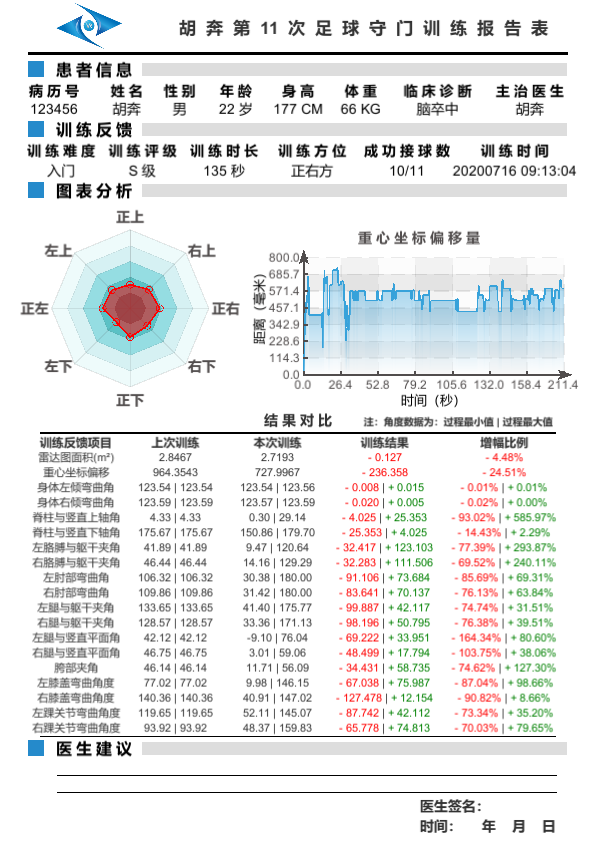 胡奔第11次足球守门训练报告表
患者信息
病历号 姓名 性别 年龄 身高 体重 临床诊断 主治医生
123456 胡奔 男 22 岁 177 CM 66 KG 脑卒中 胡奔
训练反馈
训练难度 训练评级 训练时长 训练方位 成功接球数 训练时间
入门 S 级 135 秒 正右方 10/11 20200716 09:13:04
图表分析
正上
右上
正右
右下
正下
左下
正左
左上
重心坐标偏移量
距离（毫米）
800.0
685.7
571.4
457.1
342.9
228.6
114.3
0.0
0.0 26.4 52.8 79.2 105.6 132.0 158.4 211.4
时间（秒）
结果对比 注：角度数据为：过程最小值 | 过程最大值
训练反馈项目 上次训练 本次训练 训练结果 增幅比例
雷达图面积(m²) 2.8467 2.7193 - 0.127 - 4.48%
重心坐标偏移 964.3543 727.9967 - 236.358 - 24.51%
身体左倾弯曲角 123.54 | 123.54 123.54 | 123.56 - 0.008 | + 0.015 - 0.01% | + 0.01%
身体右倾弯曲角 123.59 | 123.59 123.57 | 123.59 - 0.020 | + 0.005 - 0.02% | + 0.00%
脊柱与竖直上轴角 4.33 | 4.33 0.30 | 29.14 - 4.025 | + 25.353 - 93.02% | + 585.97%
脊柱与竖直下轴角 175.67 | 175.67 150.86 | 179.70 - 25.353 | + 4.025 - 14.43% | + 2.29%
左胳膊与躯干夹角 41.89 | 41.89 9.47 | 120.64 - 32.417 | + 123.103 - 77.39% | + 293.87%
右胳膊与躯干夹角 46.44 | 46.44 14.16 | 129.29 - 32.283 | + 111.506 - 69.52% | + 240.11%
左肘部弯曲角 106.32 | 106.32 30.38 | 180.00 - 91.106 | + 73.684 - 85.69% | + 69.31%
右肘部弯曲角 109.86 | 109.86 31.42 | 180.00 - 83.641 | + 70.137 - 76.13% | + 63.84%
左腿与躯干夹角 133.65 | 133.65 41.40 | 175.77 - 99.887 | + 42.117 - 74.74% | + 31.51%
右腿与躯干夹角 128.57 | 128.57 33.36 | 171.13 - 98.196 | + 50.795 - 76.38% | + 39.51%
左腿与竖直平面角 42.12 | 42.12 -9.10 | 76.04 - 69.222 | + 33.951 - 164.34% | + 80.60%
右腿与竖直平面角 46.75 | 46.75 3.01 | 59.06 - 48.499 | + 17.794 - 103.75% | + 38.06%
胯部夹角 46.14 | 46.14 11.71 | 56.09 - 34.431 | + 58.735 - 74.62% | + 127.30%
左膝盖弯曲角度 77.02 | 77.02 9.98 | 146.15 - 67.038 | + 75.987 - 87.04% | + 98.66%
右膝盖弯曲角度 140.36 | 140.36 40.91 | 147.02 - 127.478 | + 12.154 - 90.82% | + 8.66%
左踝关节弯曲角度 119.65 | 119.65 52.11 | 145.07 - 87.742 | + 42.112 - 73.34% | + 35.20%
右踝关节弯曲角度 93.92 | 93.92 48.37 | 159.83 - 65.778 | + 74.813 - 70.03% | + 79.65%
医生建议
医生签名：
时间： 年 月 日